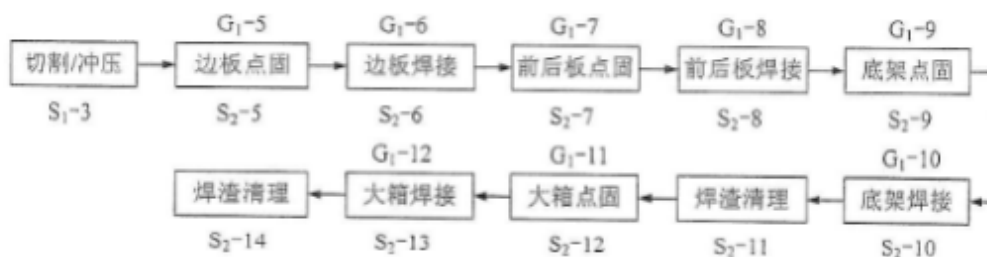 G₁-5 G₁-6 G₁-7 G₁-8 G₁-9
切割/冲压 边板点固 边板焊接 前后板点固 前后板焊接 底架点固
S₁-3 S₂-5 S₂-6 S₂-7 S₂-8 S₂-9
G₁-12 G₁-11 G₁-10
焊渣清理 大箱焊接 大箱点固 焊渣清理 底架焊接
S₂-14 S₂-13 S₂-12 S₂-11 S₂-10